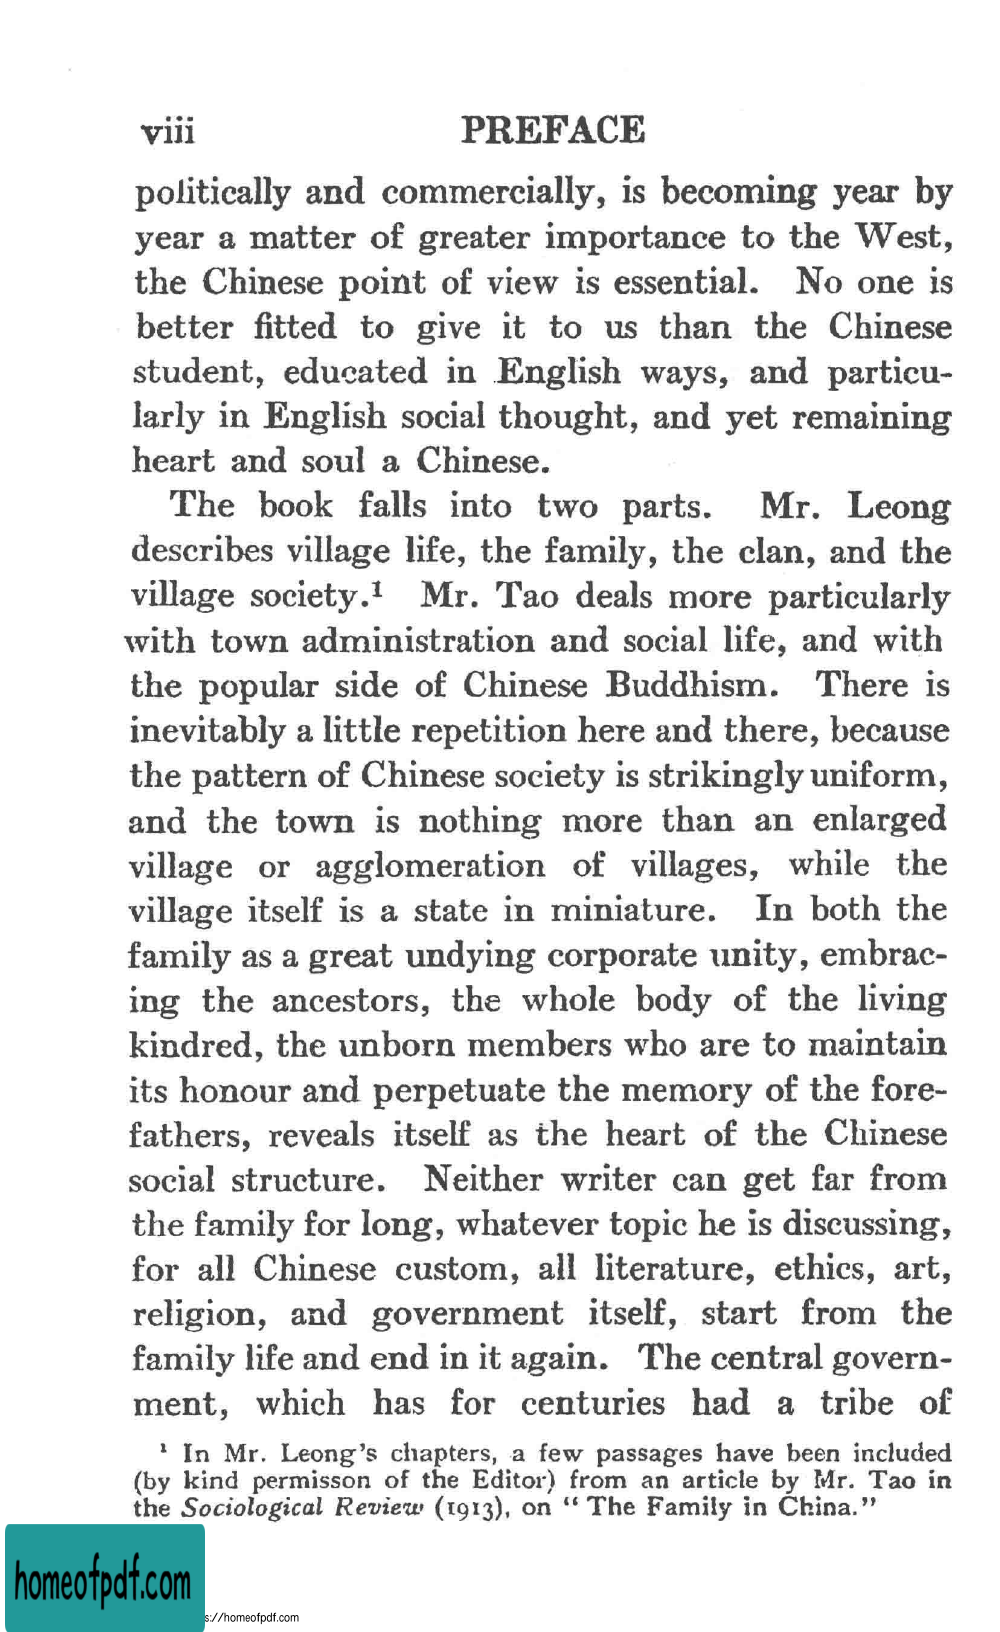 viii PREFACE
politically and commercially, is becoming year by
year a matter of greater importance to the West,
the Chinese point of view is essential. No one is
better fitted to give it to us than the Chinese
student, educated in English ways, and particu-
larly in English social thought, and yet remaining
heart and soul a Chinese.
The book falls into two parts. Mr. Leong
describes village life, the family, the clan, and the
village society.¹ Mr. Tao deals more particularly
with town administration and social life, and with
the popular side of Chinese Buddhism. There is
inevitably a little repetition here and there, because
the pattern of Chinese society is strikingly uniform,
and the town is nothing more than an enlarged
village or agglomeration of villages, while the
village itself is a state in miniature. In both the
family as a great undying corporate unity, embrac-
ing the ancestors, the whole body of the living
kindred, the unborn members who are to maintain
its honour and perpetuate the memory of the fore-
fathers, reveals itself as the heart of the Chinese
social structure. Neither writer can get far from
the family for long, whatever topic he is discussing,
for all Chinese custom, all literature, ethics, art,
religion, and government itself, start from the
family life and end in it again. The central govern-
ment, which has for centuries had a tribe of
¹ In Mr. Leong's chapters, a few passages have been included
(by kind permisson of the Editor) from an article by Mr. Tao in
the Sociological Review (1913), on “ The Family in China.”
homeofpdf.com
s://homeofpdf.com